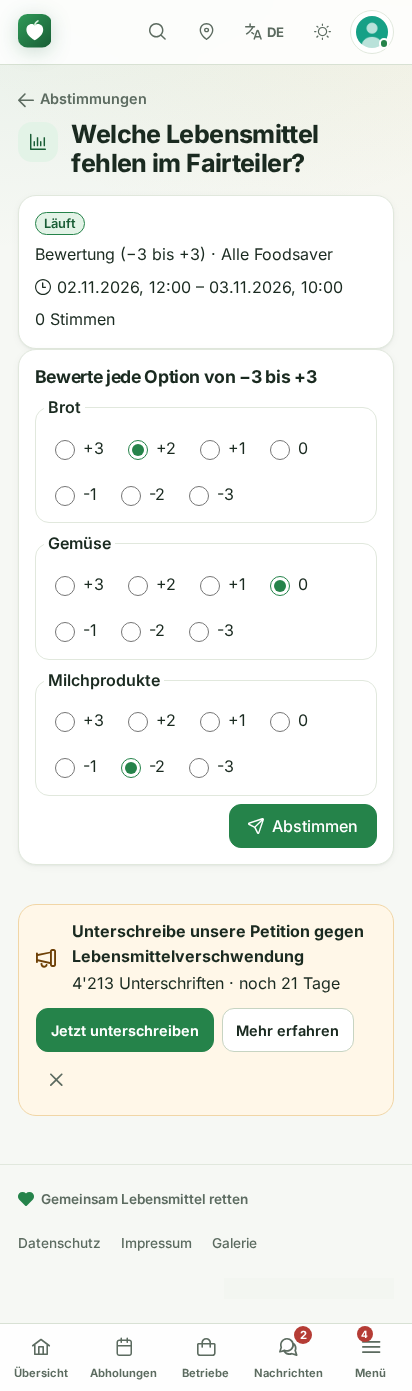 DE
Abstimmungen
Welche Lebensmittel
fehlen im Fairteiler?
Läuft
Bewertung (−3 bis +3) · Alle Foodsaver
02.11.2026, 12:00 – 03.11.2026, 10:00
0 Stimmen
Bewerte jede Option von −3 bis +3
Brot
+3 +2 +1 0
-1 -2 -3
Gemüse
+3 +2 +1 0
-1 -2 -3
Milchprodukte
+3 +2 +1 0
-1 -2 -3
Abstimmen
Unterschreibe unsere Petition gegen
Lebensmittelverschwendung
4'213 Unterschriften · noch 21 Tage
Jetzt unterschreiben Mehr erfahren
Gemeinsam Lebensmittel retten
Datenschutz Impressum Galerie
2 4
Übersicht Abholungen Betriebe Nachrichten Menü